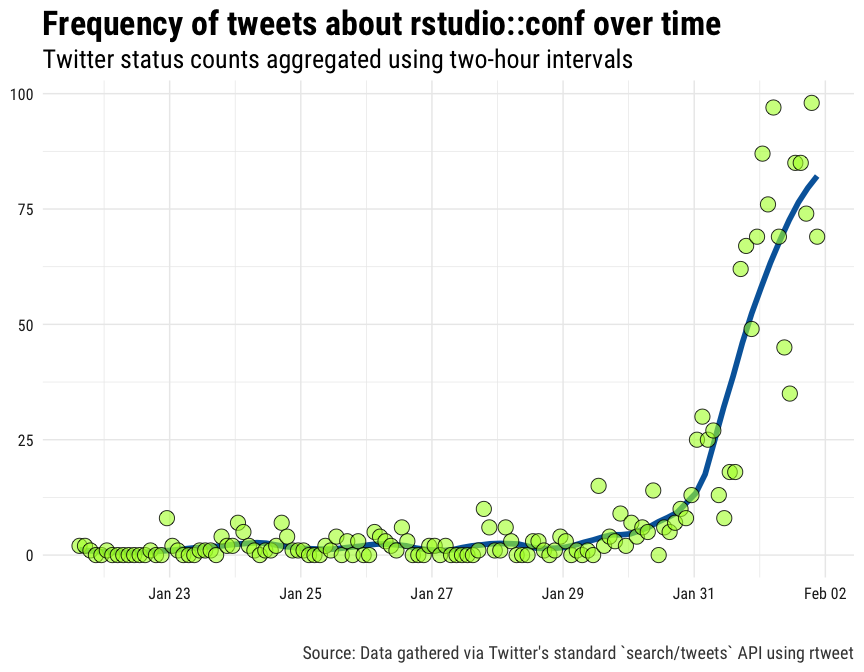 Frequency of tweets about rstudio::conf over time
Twitter status counts aggregated using two-hour intervals
100
75
50
25
0
Jan 23 Jan 25 Jan 27 Jan 29 Jan 31 Feb 02
Source: Data gathered via Twitter's standard `search/tweets` API using rtweet